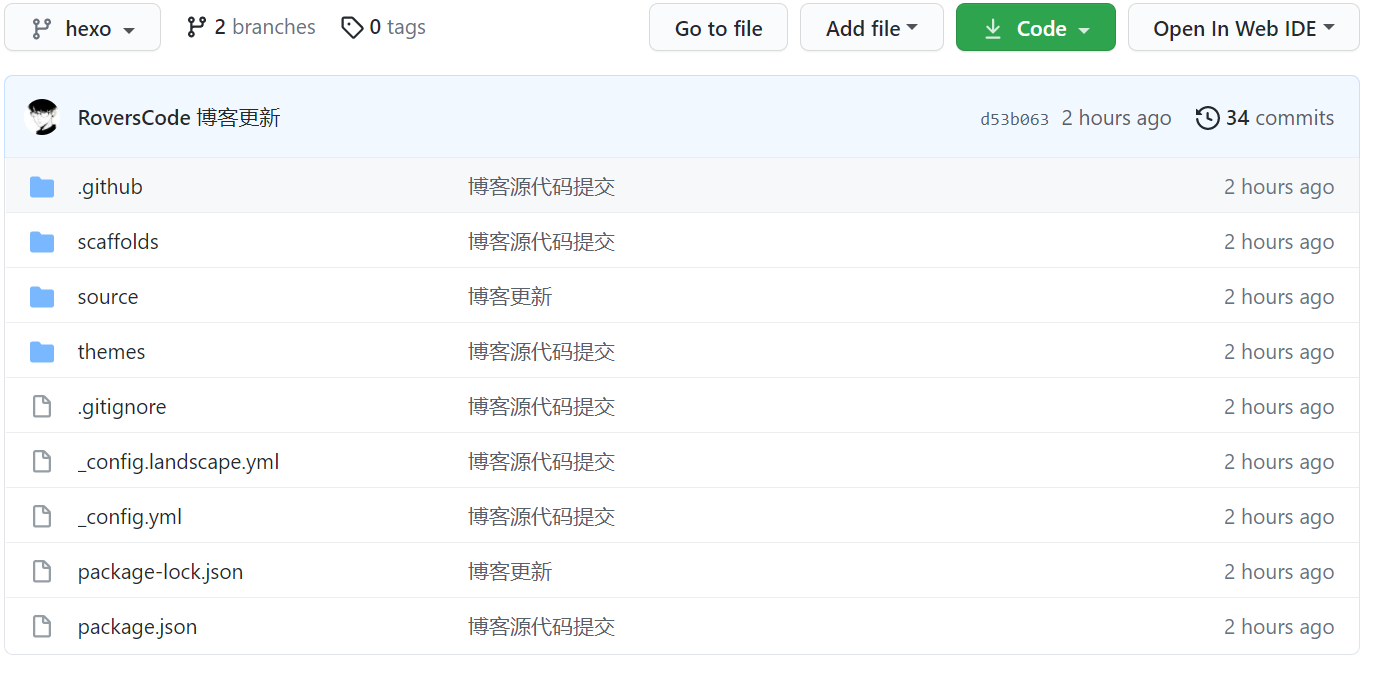 hexo 2 branches 0 tags Go to file Add file Code Open In Web IDE
RoversCode 博客更新 d53b063 2 hours ago 34 commits
.github 博客源代码提交 2 hours ago
scaffolds 博客源代码提交 2 hours ago
source 博客更新 2 hours ago
themes 博客源代码提交 2 hours ago
.gitignore 博客源代码提交 2 hours ago
_config.landscape.yml 博客源代码提交 2 hours ago
_config.yml 博客源代码提交 2 hours ago
package-lock.json 博客更新 2 hours ago
package.json 博客源代码提交 2 hours ago